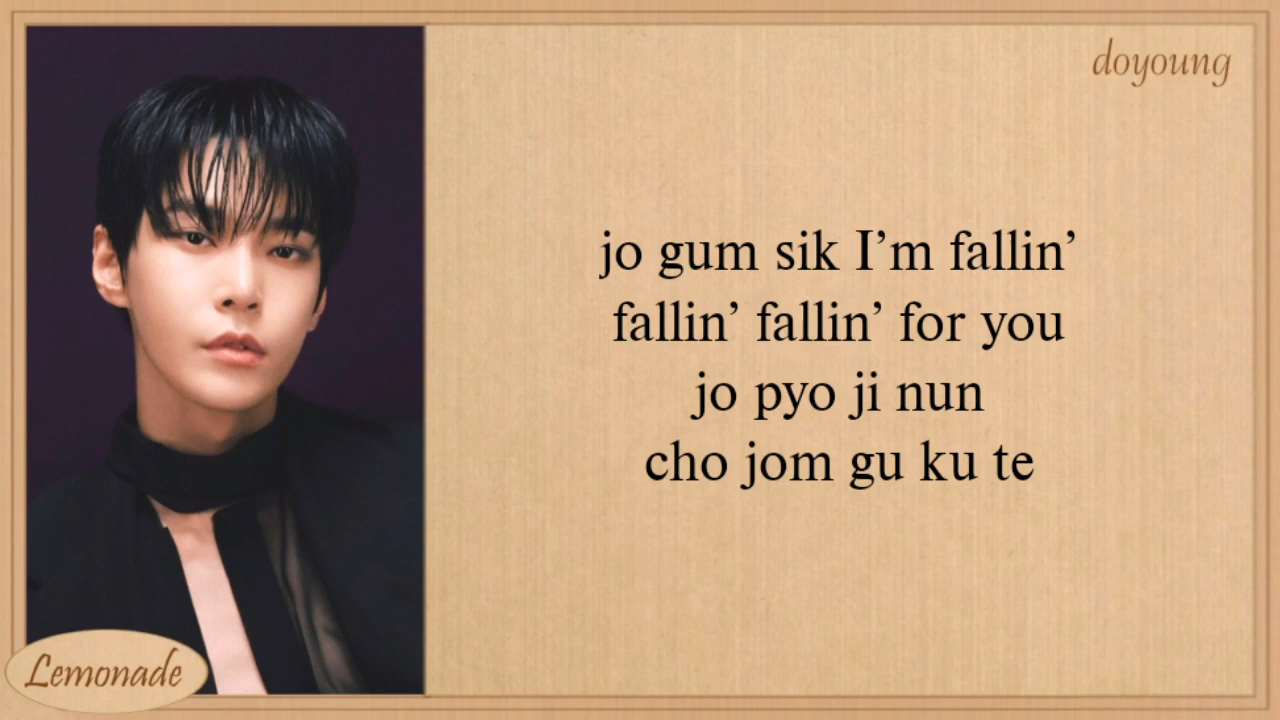 doyoung
jo gum sik I’m fallin’
fallin’ fallin’ for you
jo pyo ji nun
cho jom gu ku te
Lemonade